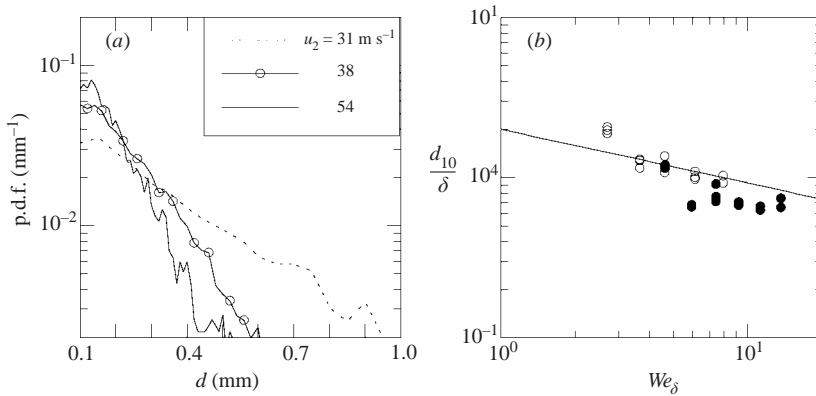 (a)
u₂ = 31 m s⁻¹
38
54
10⁻¹
10⁻²
p.d.f. (mm⁻¹)
0.1 0.4 0.7 1.0
d (mm)
(b)
10¹
10⁴
10⁻¹
d₁₀
δ
10⁰ 10¹
We_δ